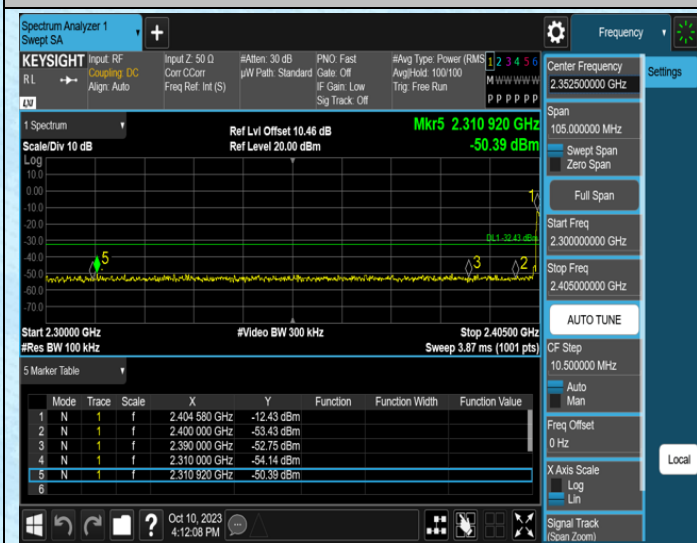 Spectrum Analyzer 1
Swept SA
Frequency
KEYSIGHT
RL
Input: RF
Coupling: DC
Align: Auto
Input Z: 50 Ω
Corr CCorr
Freq Ref: Int (S)
#Atten: 30 dB
µW Path: Standard
PNO: Fast
Gate: Off
IF Gain: Low
Sig Track: Off
#Avg Type: Power (RMS
Avg|Hold: 100/100
Trig: Free Run
1 2 3 4 5 6
M W W W W W
P P P P P P
LXI
1 Spectrum
Scale/Div 10 dB
Ref Lvl Offset 10.46 dB
Ref Level 20.00 dBm
Mkr5 2.310 920 GHz
-50.39 dBm
Log
10.0
0.00
-10.0
-20.0
-30.0
-40.0
-50.0
-60.0
-70.0
DL1 -32.43 dBm
1
5
3
2
Start 2.30000 GHz
#Res BW 100 kHz
#Video BW 300 kHz
Stop 2.40500 GHz
Sweep 3.87 ms (1001 pts)
5 Marker Table
Mode Trace Scale X Y Function Function Width Function Value
1 N 1 f 2.404 580 GHz -12.43 dBm
2 N 1 f 2.400 000 GHz -53.43 dBm
3 N 1 f 2.390 000 GHz -52.75 dBm
4 N 1 f 2.310 000 GHz -54.14 dBm
5 N 1 f 2.310 920 GHz -50.39 dBm
6
Oct 10, 2023
4:12:08 PM
Center Frequency
2.352500000 GHz
Span
105.000000 MHz
Swept Span
Zero Span
Full Span
Start Freq
2.300000000 GHz
Stop Freq
2.405000000 GHz
AUTO TUNE
CF Step
10.500000 MHz
Auto
Man
Freq Offset
0 Hz
X Axis Scale
Log
Lin
Signal Track
(Span Zoom)
Settings
Local